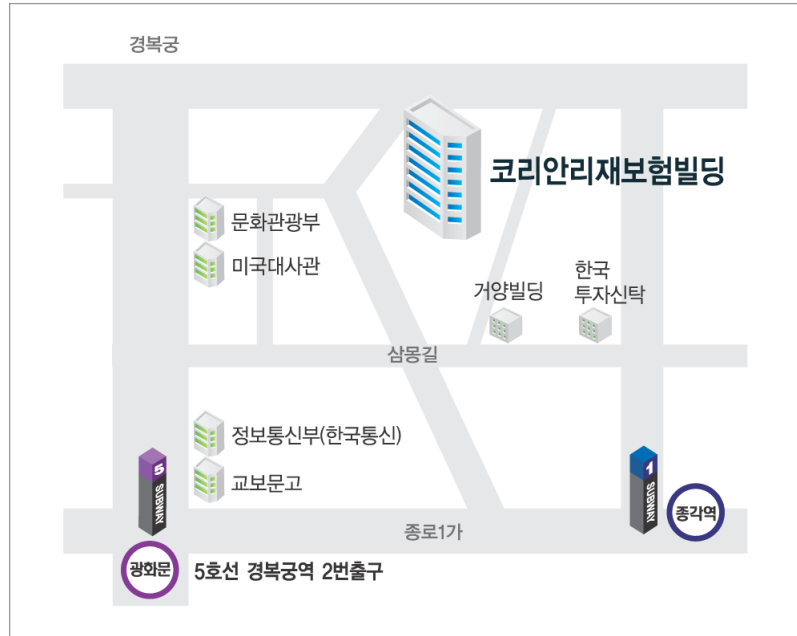 경복궁
코리안리재보험빌딩
문화관광부
미국대사관
거양빌딩
한국
투자신탁
삼몽길
정보통신부(한국통신)
교보문고
5
SUBWAY
1
SUBWAY
종각역
종로1가
광화문
5호선 경복궁역 2번출구